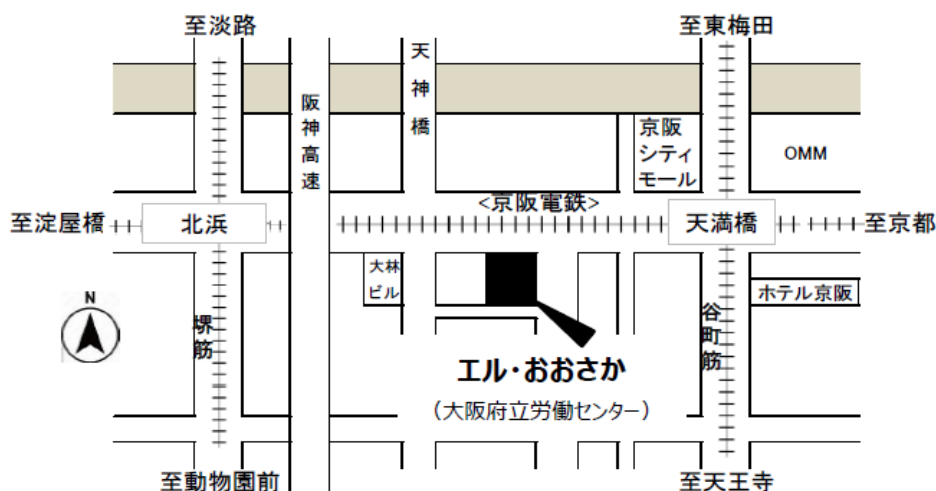 至淡路
至東梅田
天神橋
阪神高速
京阪
シティ
モール
OMM
<京阪電鉄>
至淀屋橋
北浜
天満橋
至京都
大林
ビル
ホテル京阪
N
堺筋
谷町筋
エル・おおさか
（大阪府立労働センター）
至動物園前
至天王寺